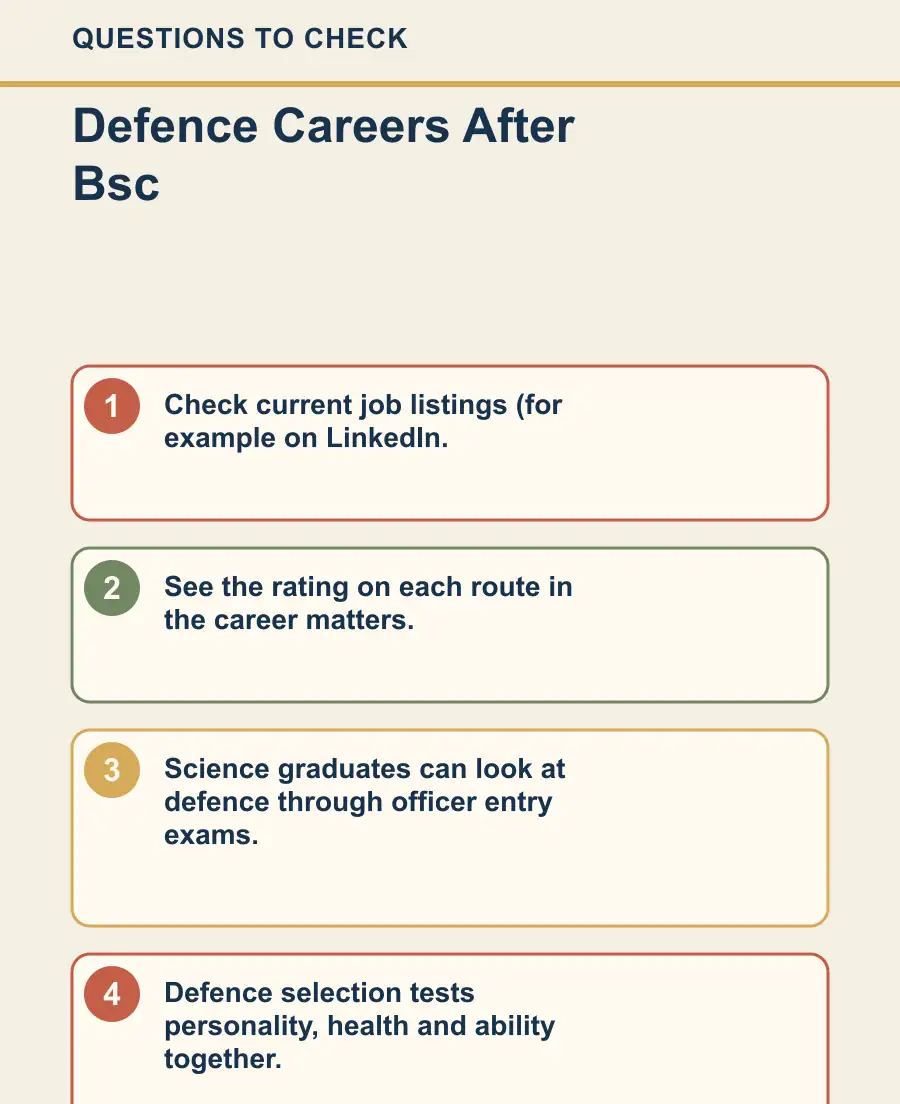 QUESTIONS TO CHECK
Defence Careers After
Bsc
1
Check current job listings (for
example on LinkedIn.
2
See the rating on each route in
the career matters.
3
Science graduates can look at
defence through officer entry
exams.
4
Defence selection tests
personality, health and ability
together.